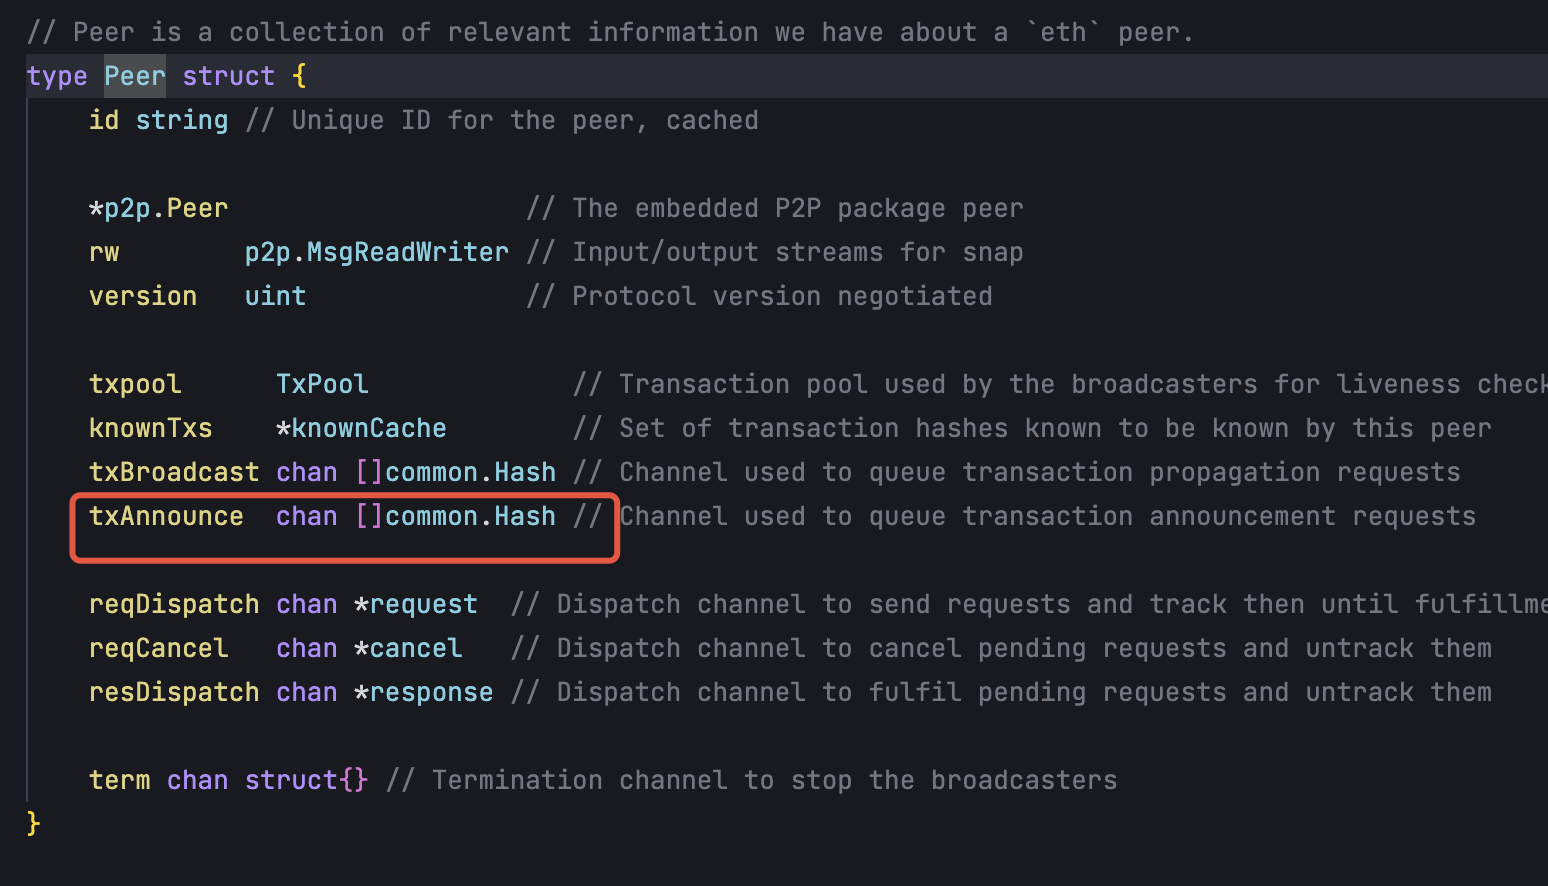 // Peer is a collection of relevant information we have about a `eth` peer.
type Peer struct {
id string // Unique ID for the peer, cached
*p2p.Peer // The embedded P2P package peer
rw p2p.MsgReadWriter // Input/output streams for snap
version uint // Protocol version negotiated
txpool TxPool // Transaction pool used by the broadcasters for liveness check
knownTxs *knownCache // Set of transaction hashes known to be known by this peer
txBroadcast chan []common.Hash // Channel used to queue transaction propagation requests
txAnnounce chan []common.Hash // Channel used to queue transaction announcement requests
reqDispatch chan *request // Dispatch channel to send requests and track then until fulfillme
reqCancel chan *cancel // Dispatch channel to cancel pending requests and untrack them
resDispatch chan *response // Dispatch channel to fulfil pending requests and untrack them
term chan struct{} // Termination channel to stop the broadcasters
}